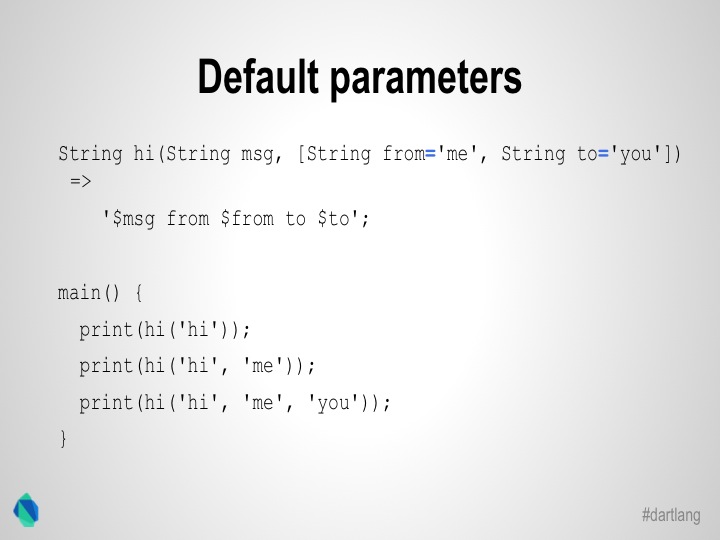 Default parameters
String hi(String msg, [String from='me', String to='you'])
=>
'$msg from $from to $to';
main() {
print(hi('hi'));
print(hi('hi', 'me'));
print(hi('hi', 'me', 'you'));
}
#dartlang